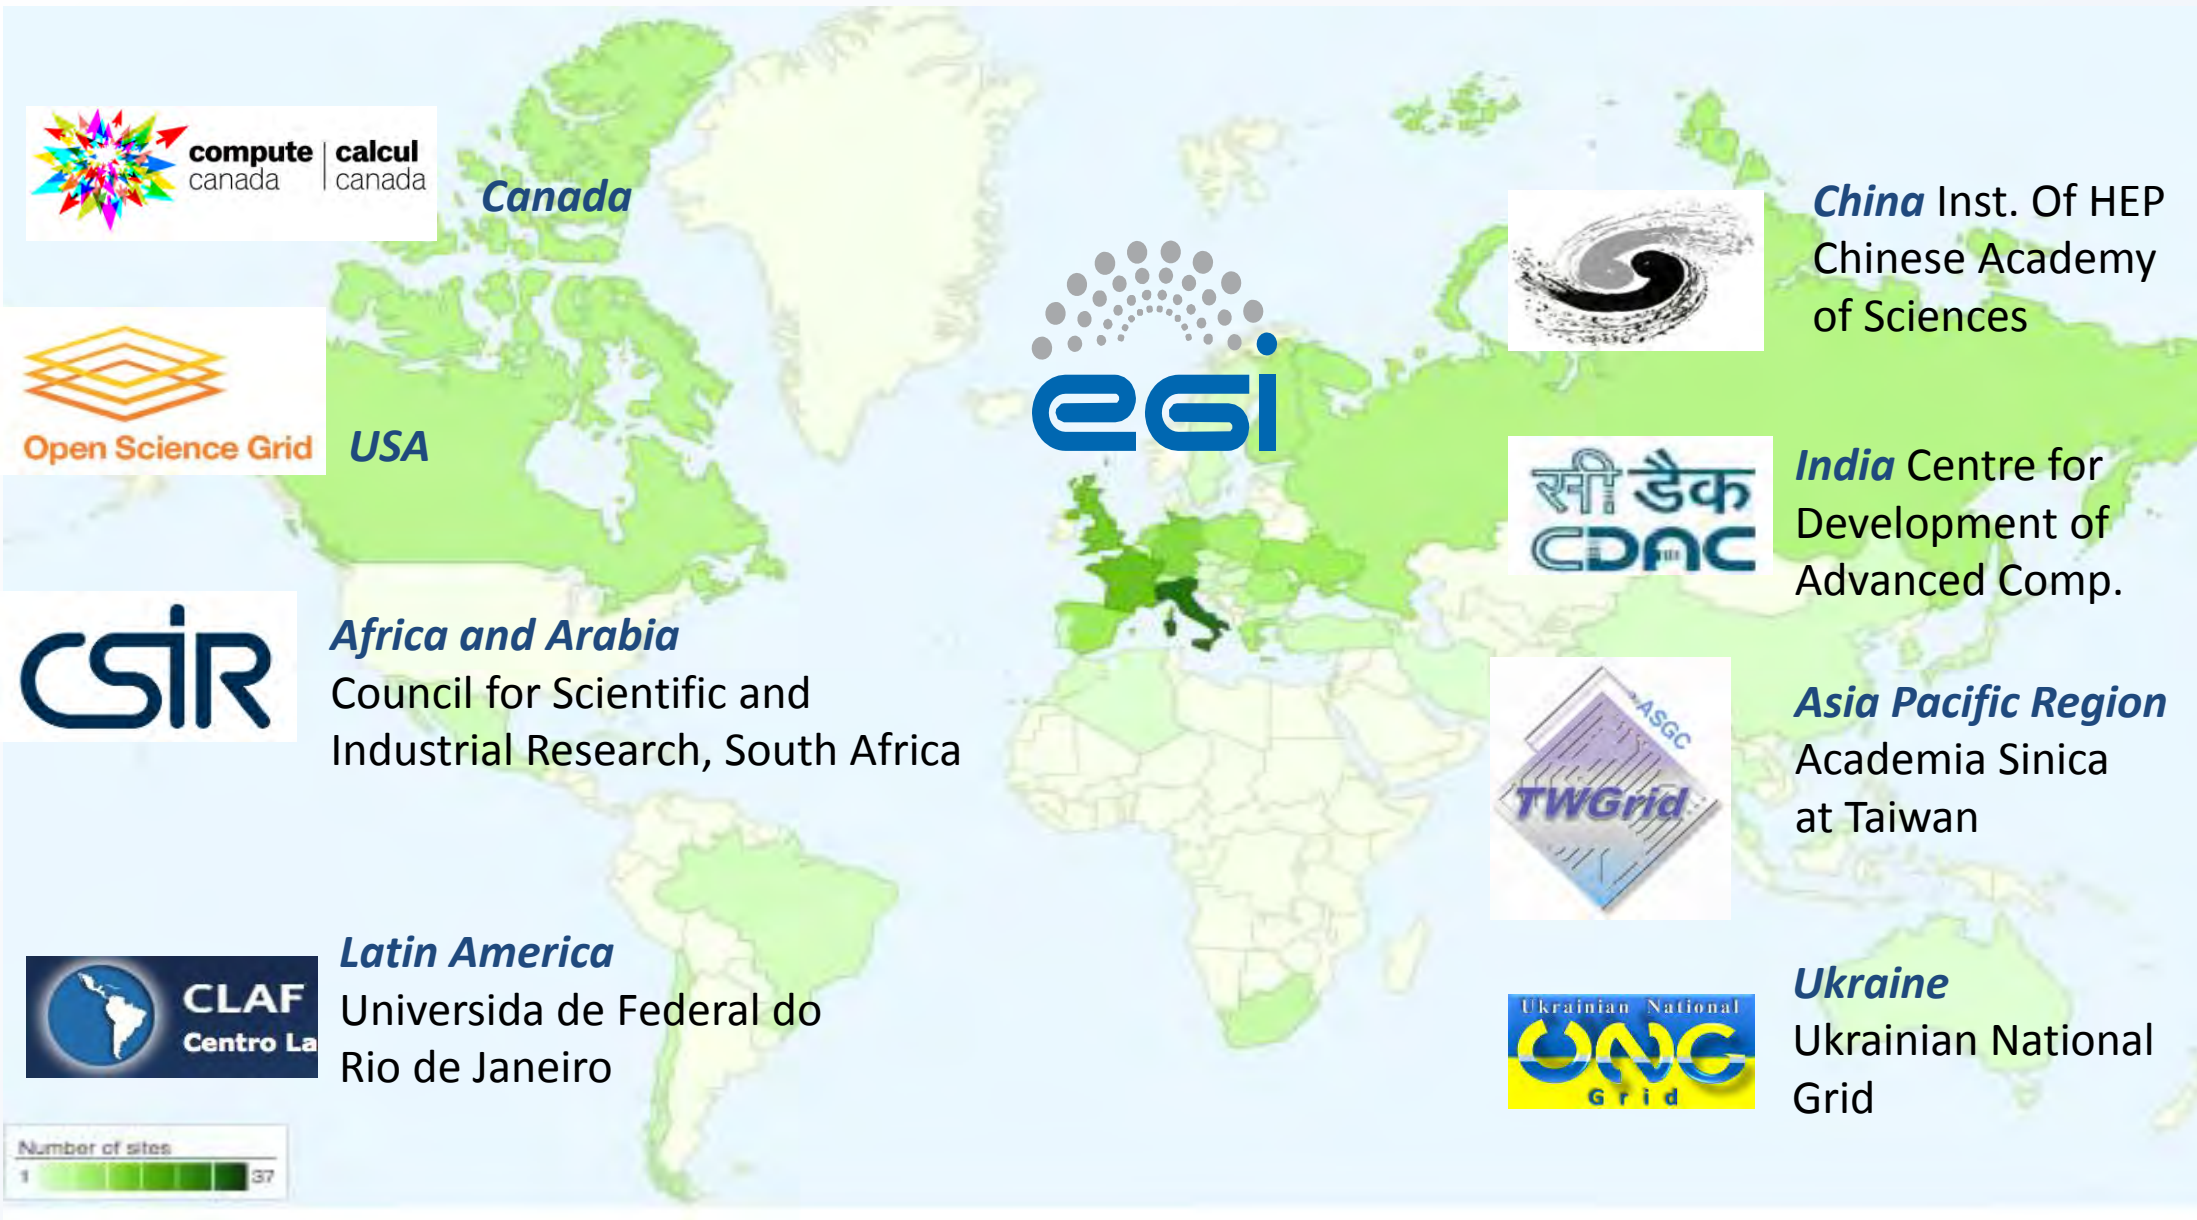 compute | calcul
canada | canada
Canada
Open Science Grid
USA
CSIR
Africa and Arabia
Council for Scientific and
Industrial Research, South Africa
CLAF
Centro La
Latin America
Universida de Federal do
Rio de Janeiro
Number of sites
1 37
egi
China Inst. Of HEP
Chinese Academy
of Sciences
सी डैक
CDAC
India Centre for
Development of
Advanced Comp.
ASGC
TWGrid
Asia Pacific Region
Academia Sinica
at Taiwan
Ukrainian National
UNG
Grid
Ukraine
Ukrainian National
Grid